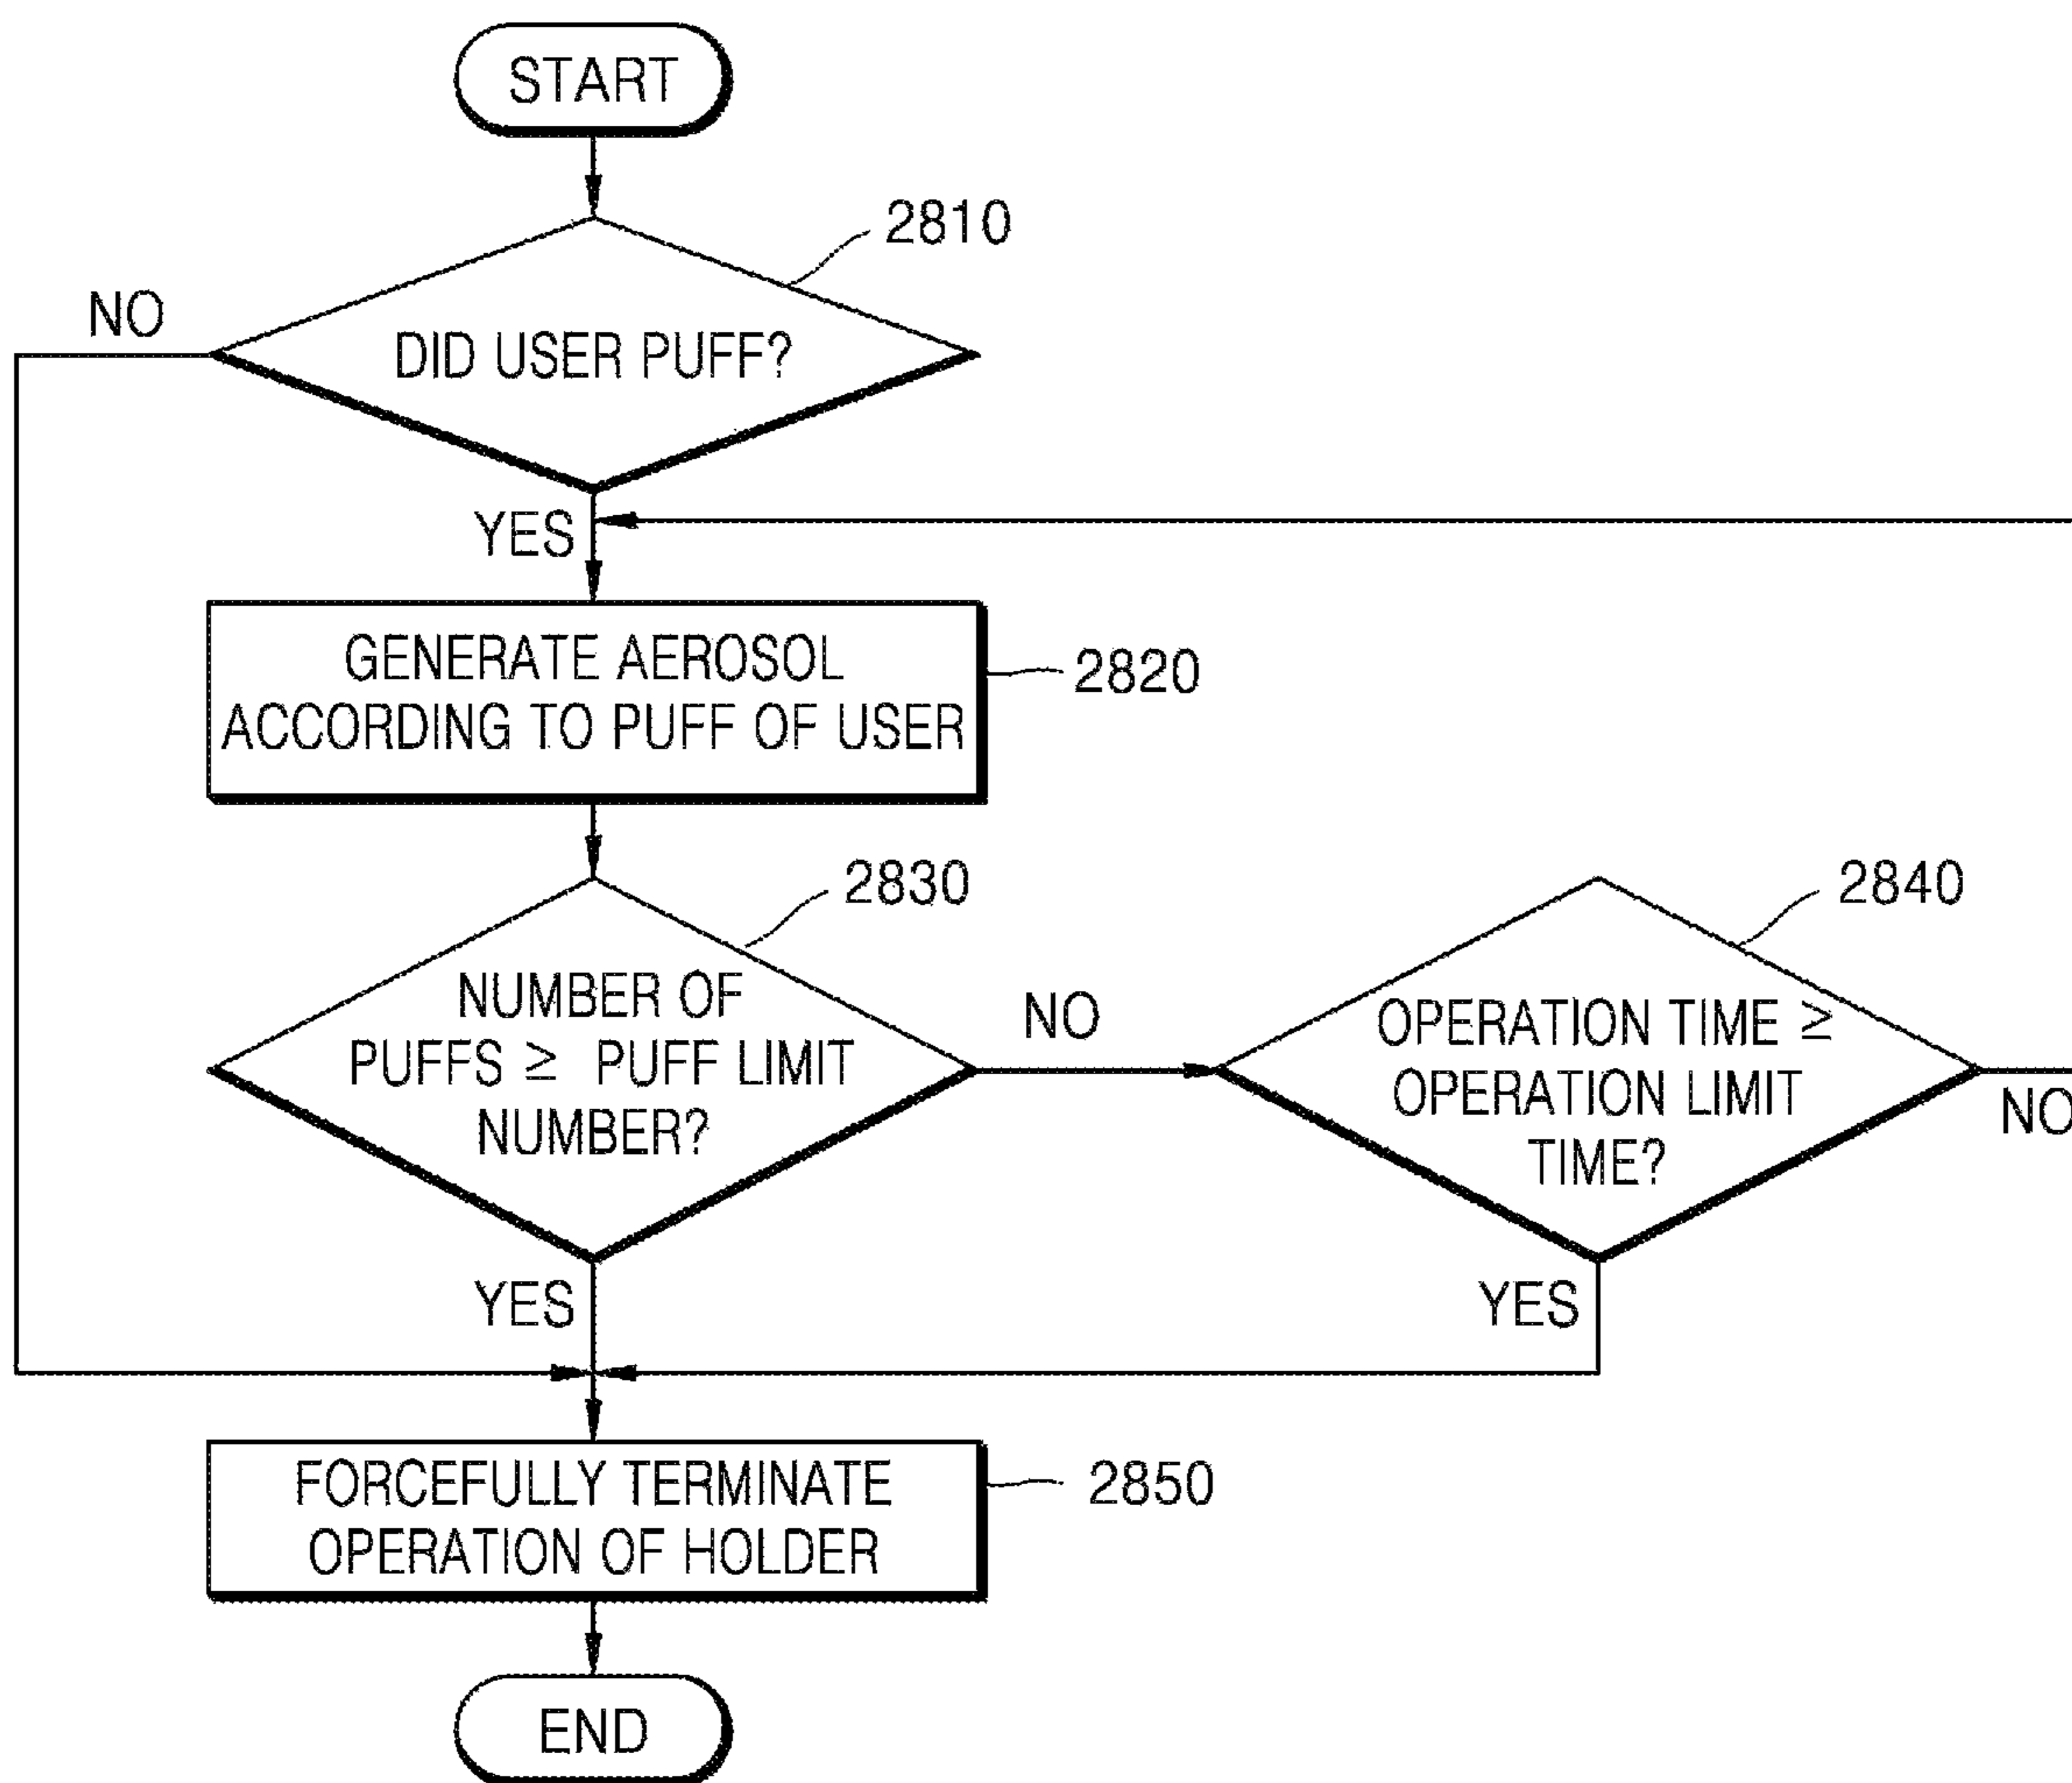 START
2810
NO
DID USER PUFF?
YES
GENERATE AEROSOL
ACCORDING TO PUFF OF USER
2820
2830
2840
NUMBER OF
PUFFS ≥ PUFF LIMIT
NUMBER?
NO
OPERATION TIME ≥
OPERATION LIMIT
TIME?
NO
YES
YES
FORCEFULLY TERMINATE
OPERATION OF HOLDER
2850
END